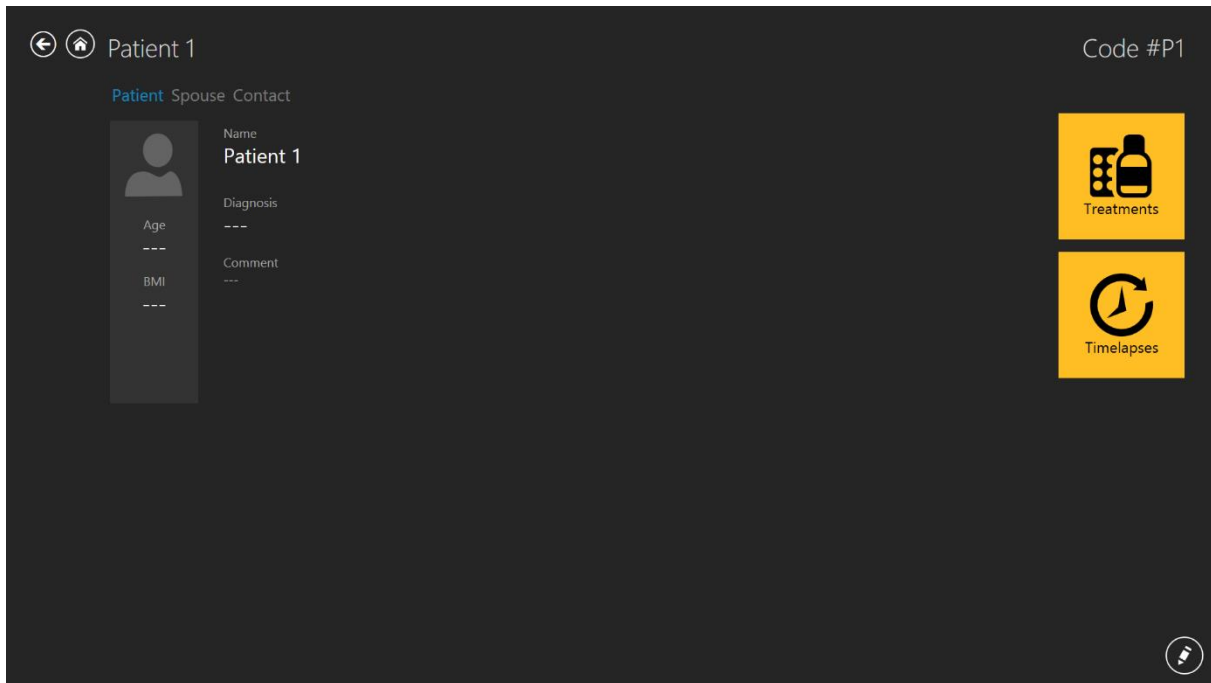 Patient 1
Code #P1
Patient Spouse Contact
Name
Patient 1
Diagnosis
---
Comment
---
Age
---
BMI
---
Treatments
Timelapses